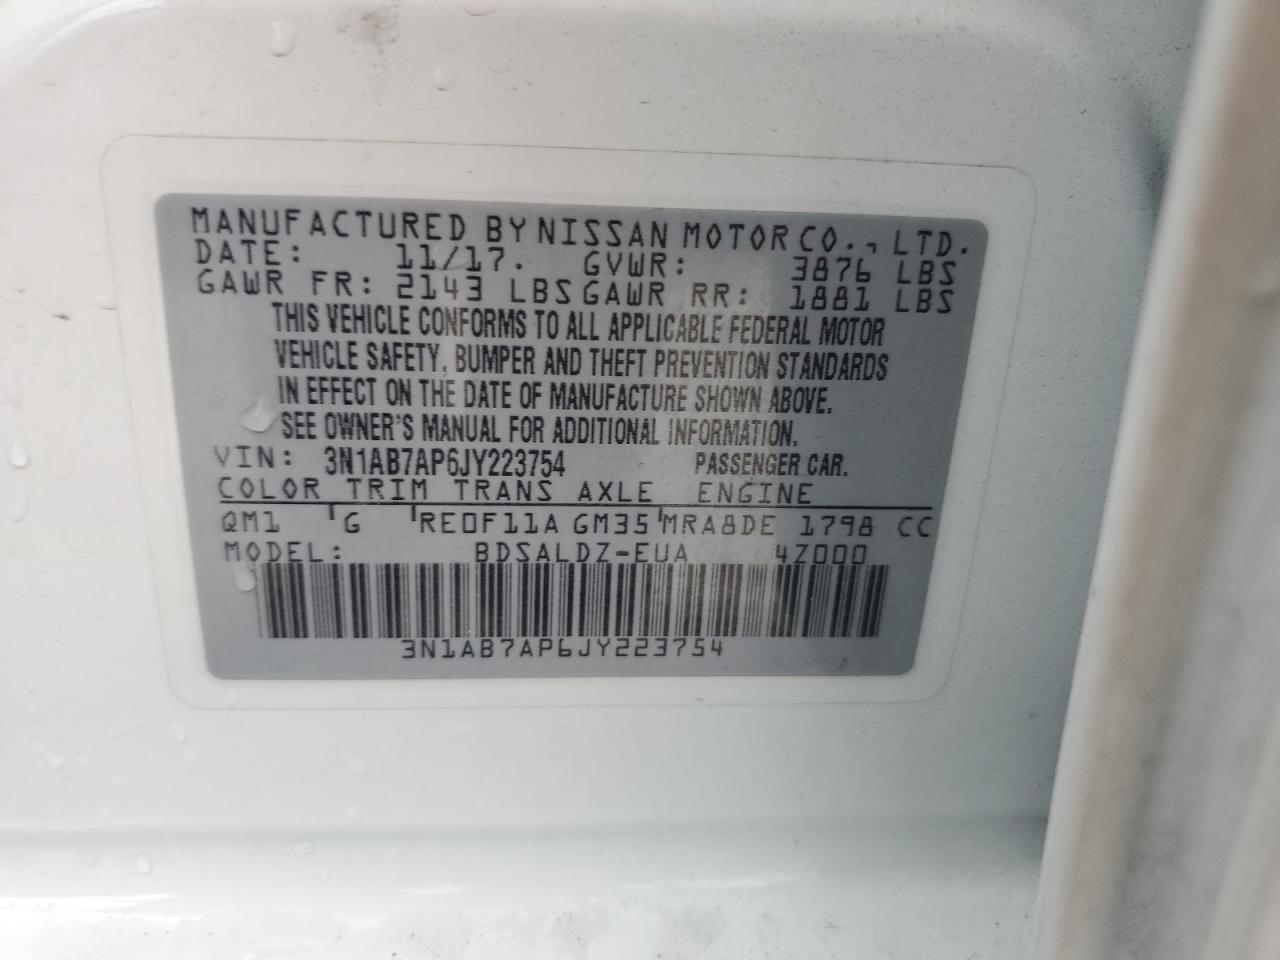 MANUFACTURED BY NISSAN MOTOR CO., LTD.
DATE: 11/17. GVWR: 3876 LBS
GAWR FR: 2143 LBS GAWR RR: 1881 LBS
THIS VEHICLE CONFORMS TO ALL APPLICABLE FEDERAL MOTOR
VEHICLE SAFETY, BUMPER AND THEFT PREVENTION STANDARDS
IN EFFECT ON THE DATE OF MANUFACTURE SHOWN ABOVE.
SEE OWNER'S MANUAL FOR ADDITIONAL INFORMATION.
VIN: 3N1AB7AP6JY223754 PASSENGER CAR.
COLOR TRIM TRANS AXLE ENGINE
QM1 G RE0F11A GM35 MRA8DE 1798 CC
MODEL: BDSALDZ-EUA 4Z000
3N1AB7AP6JY223754